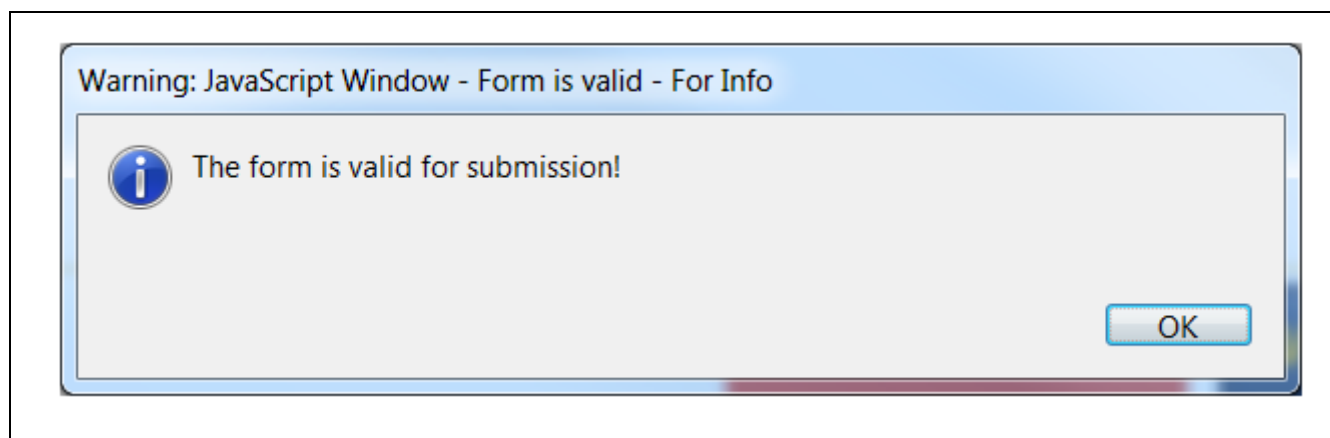 Warning: JavaScript Window - Form is valid - For Info
The form is valid for submission!
OK